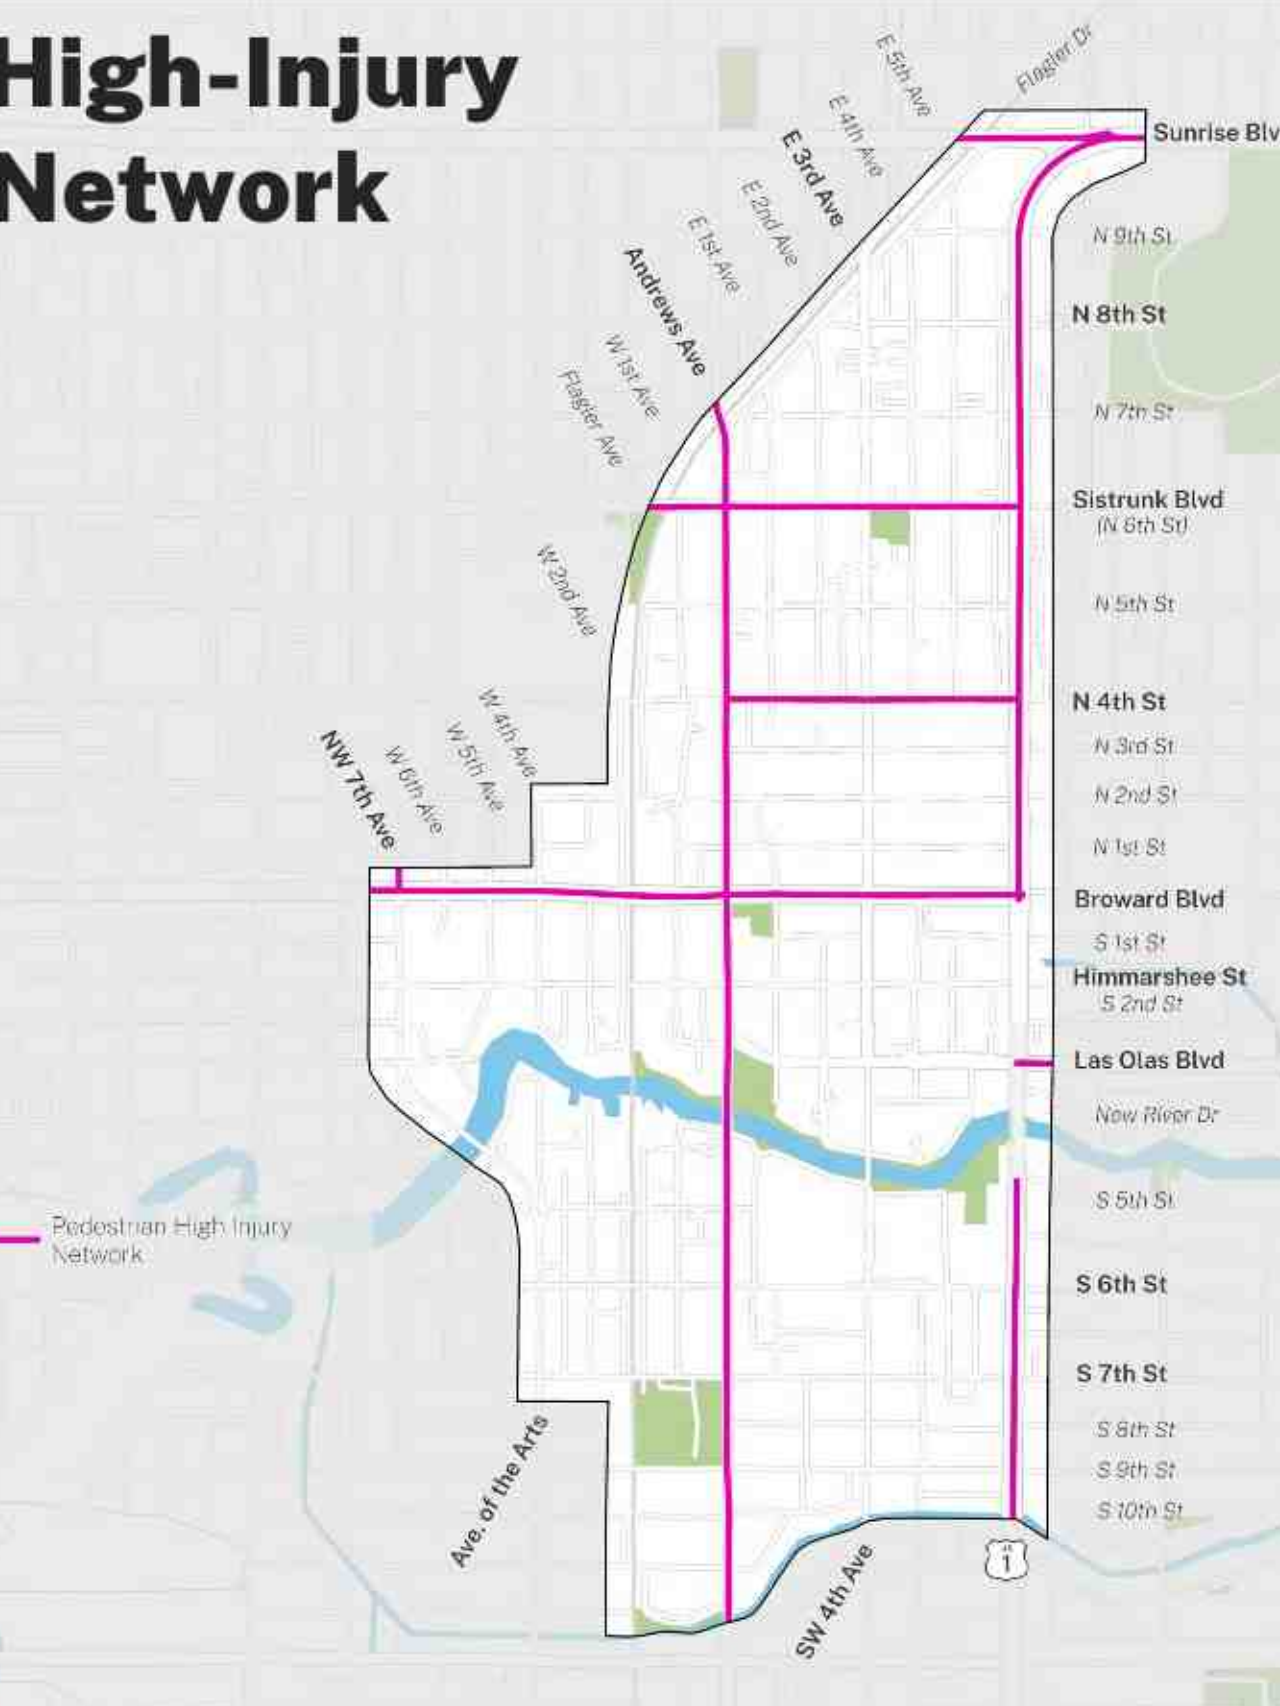 High-Injury
Network
E 5th Ave
Flagler Dr
E 4th Ave
E 3rd Ave
E 2nd Ave
E 1st Ave
Andrews Ave
W 1st Ave
Flagler Ave
W 2nd Ave
W 4th Ave
W 5th Ave
W 6th Ave
NW 7th Ave
Sunrise Blv
N 9th St
N 8th St
N 7th St
Sistrunk Blvd
(N 6th St)
N 5th St
N 4th St
N 3rd St
N 2nd St
N 1st St
Broward Blvd
S 1st St
Himmarshee St
S 2nd St
Las Olas Blvd
New River Dr
S 5th St
Pedestrian High Injury
Network
S 6th St
S 7th St
S 8th St
S 9th St
S 10th St
Ave. of the Arts
SW 4th Ave
US
1